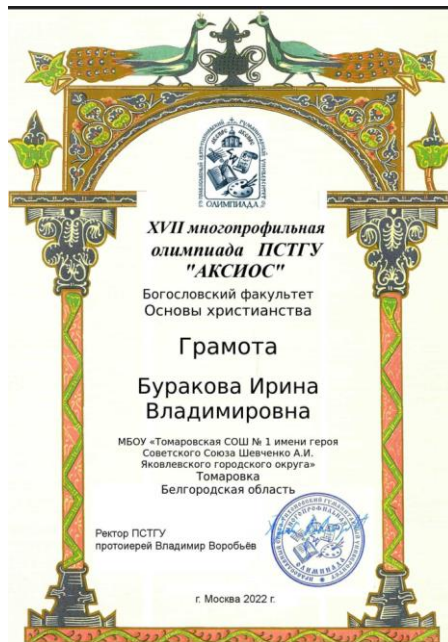 ОЛИМПИАДА
XVII многопрофильная
олимпиада ПСТГУ
"АКСИОС"
Богословский факультет
Основы христианства
Грамота
Буракова Ирина
Владимировна
МБОУ «Томаровская СОШ № 1 имени героя
Советского Союза Шевченко А.И.
Яковлевского городского округа»
Томаровка
Белгородская область
Ректор ПСТГУ
протоиерей Владимир Воробьёв
г. Москва 2022 г.